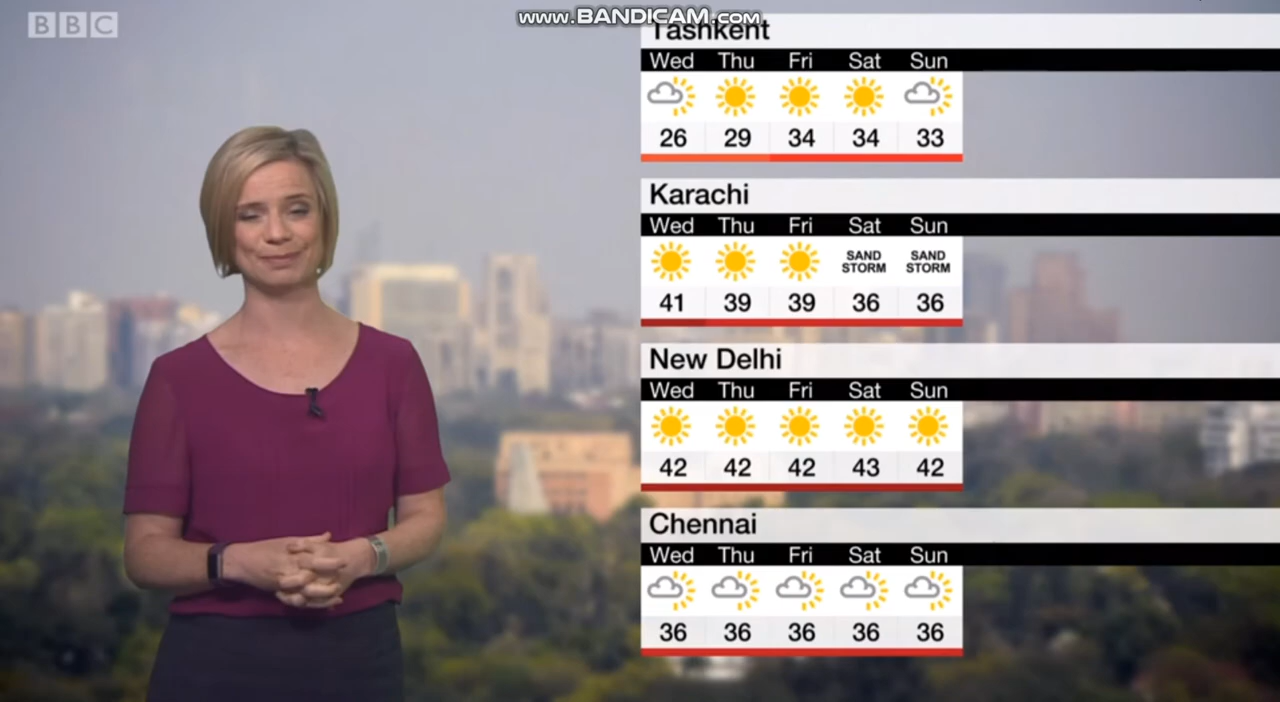 BBC
www.BANDICAM.COM
Tashkent
Wed Thu Fri Sat Sun
26 29 34 34 33
Karachi
Wed Thu Fri Sat Sun
SAND STORM SAND STORM
41 39 39 36 36
New Delhi
Wed Thu Fri Sat Sun
42 42 42 43 42
Chennai
Wed Thu Fri Sat Sun
36 36 36 36 36